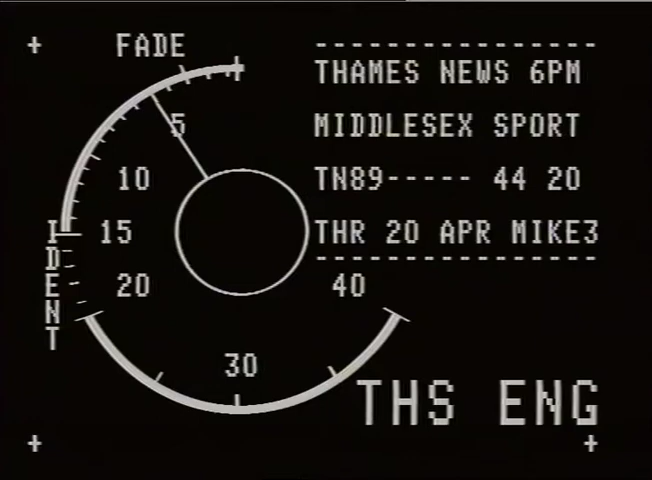 FADE
THAMES NEWS 6PM
MIDDLESEX SPORT
TN89----- 44 20
THR 20 APR MIKE3
5
10
15
20
30
40
IDENT
THS ENG